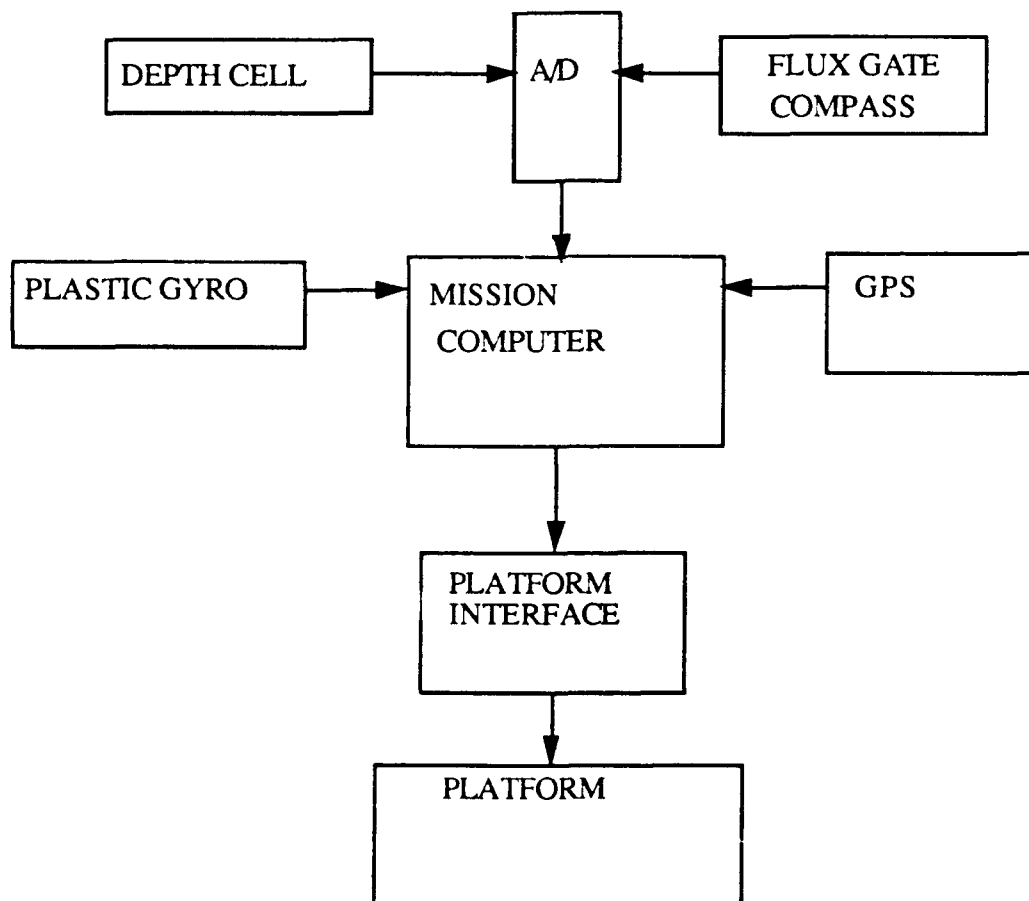 DEPTH CELL
A/D
FLUX GATE
COMPASS
PLASTIC GYRO
MISSION
COMPUTER
GPS
PLATFORM
INTERFACE
PLATFORM